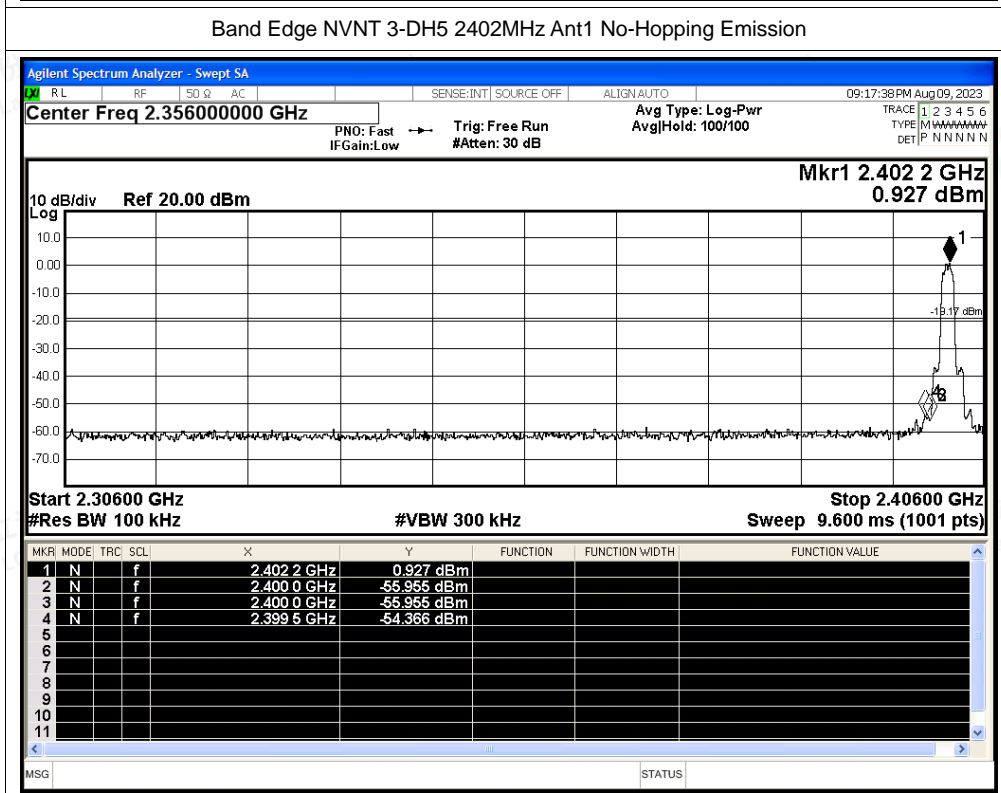 Band Edge NVNT 3-DH5 2402MHz Ant1 No-Hopping Emission
Agilent Spectrum Analyzer - Swept SA
LXI RL RF 50 Ω AC SENSE:INT SOURCE OFF ALIGN AUTO 09:17:38 PM Aug 09, 2023
Center Freq 2.356000000 GHz
PNO: Fast
IFGain:Low
Trig: Free Run
#Atten: 30 dB
Avg Type: Log-Pwr
Avg|Hold: 100/100
TRACE 1 2 3 4 5 6
TYPE M WWWWW
DET P N N N N N
Mkr1 2.402 2 GHz
0.927 dBm
10 dB/div Ref 20.00 dBm
Log
10.0
0.00
-10.0
-20.0
-30.0
-40.0
-50.0
-60.0
-70.0
1
-19.17 dBm
Start 2.30600 GHz Stop 2.40600 GHz
#Res BW 100 kHz #VBW 300 kHz Sweep 9.600 ms (1001 pts)
MKR MODE TRC SCL X Y FUNCTION FUNCTION WIDTH FUNCTION VALUE
1 N f 2.402 2 GHz 0.927 dBm
2 N f 2.400 0 GHz -55.955 dBm
3 N f 2.400 0 GHz -55.955 dBm
4 N f 2.399 5 GHz -54.366 dBm
5
6
7
8
9
10
11
MSG STATUS